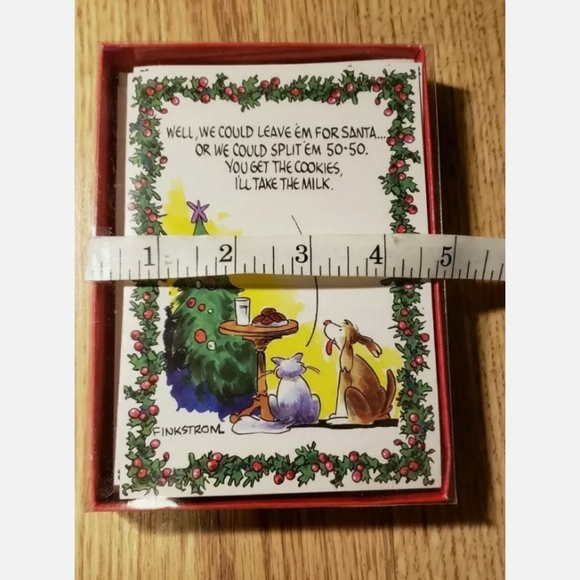 WELL, WE COULD LEAVE 'EM FOR SANTA...
OR WE COULD SPLIT 'EM 50-50.
YOU GET THE COOKIES,
I'LL TAKE THE MILK.
1 2 3 4 5
FINKSTROM